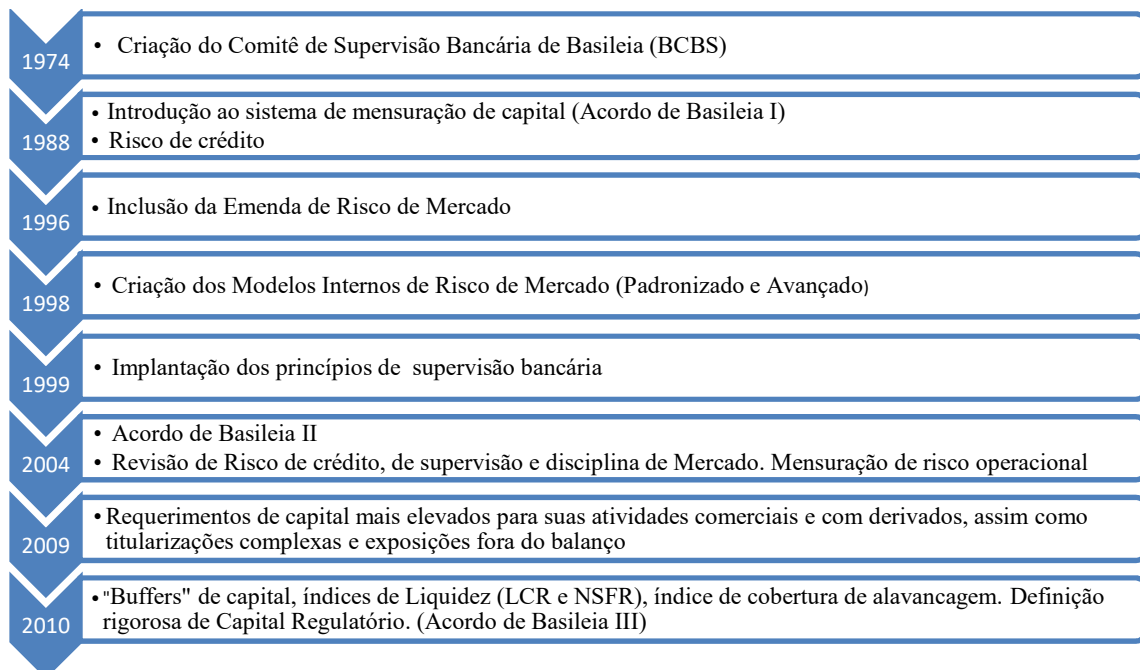 1974
• Criação do Comitê de Supervisão Bancária de Basileia (BCBS)
1988
• Introdução ao sistema de mensuração de capital (Acordo de Basileia I)
• Risco de crédito
1996
• Inclusão da Emenda de Risco de Mercado
1998
• Criação dos Modelos Internos de Risco de Mercado (Padronizado e Avançado)
1999
• Implantação dos princípios de supervisão bancária
2004
• Acordo de Basileia II
• Revisão de Risco de crédito, de supervisão e disciplina de Mercado. Mensuração de risco operacional
2009
• Requerimentos de capital mais elevados para suas atividades comerciais e com derivados, assim como
titularizações complexas e exposições fora do balanço
2010
• "Buffers" de capital, índices de Liquidez (LCR e NSFR), índice de cobertura de alavancagem. Definição
rigorosa de Capital Regulatório. (Acordo de Basileia III)